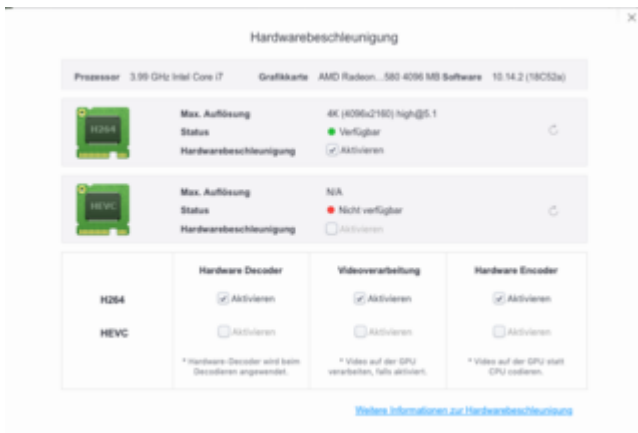 Hardwarebeschleunigung
Prozessor 3.99 GHz Intel Core i7 Grafikkarte AMD Radeon...580 4096 MB Software 10.14.2 (18C52a)
H264
Max. Auflösung 4K (4096x2160) high@5.1
Status Verfügbar
Hardwarebeschleunigung Aktivieren
HEVC
Max. Auflösung N/A
Status Nicht verfügbar
Hardwarebeschleunigung Aktivieren
Hardware Decoder Videoverarbeitung Hardware Encoder
H264 Aktivieren Aktivieren Aktivieren
HEVC Aktivieren Aktivieren Aktivieren
* Hardware-Decoder wird beim * Video auf der GPU * Video auf der GPU statt
Decodieren angewendet. verarbeiten, falls aktiviert. CPU codieren.
Weitere Informationen zur Hardwarebeschleunigung